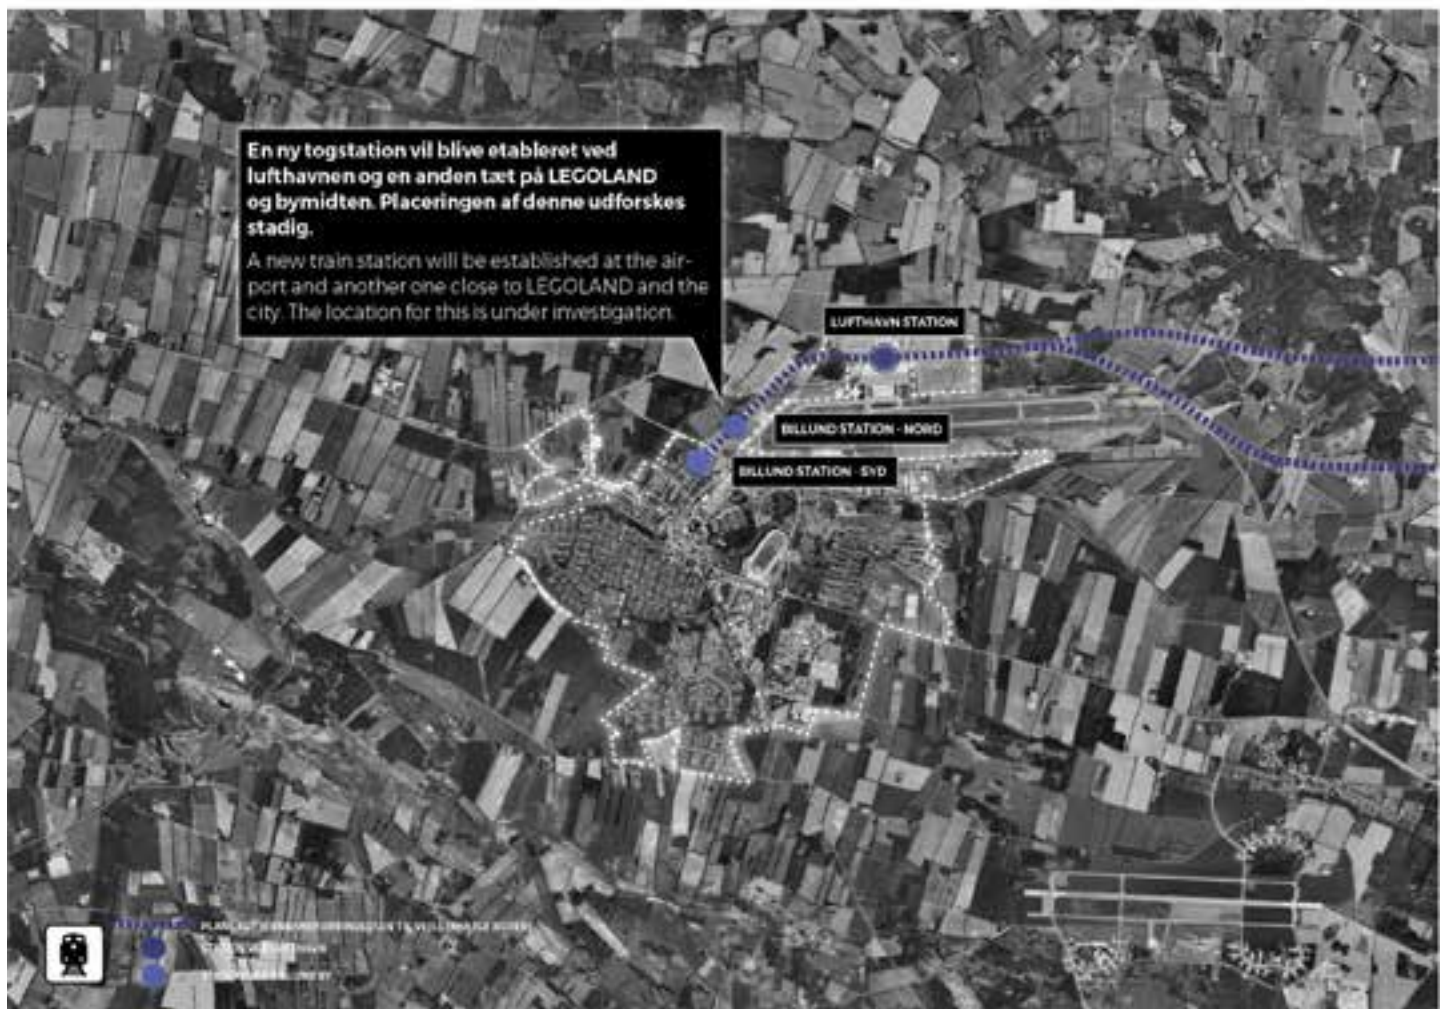 En ny togstation vil blive etableret ved
lufthavnen og en anden tæt på LEGOLAND
og bymidten. Placeringen af denne udforskes
stadig.
A new train station will be established at the air-
port and another one close to LEGOLAND and the
city. The location for this is under investigation.
LUFTHAVN STATION
BILLUND STATION - NORD
BILLUND STATION - SYD